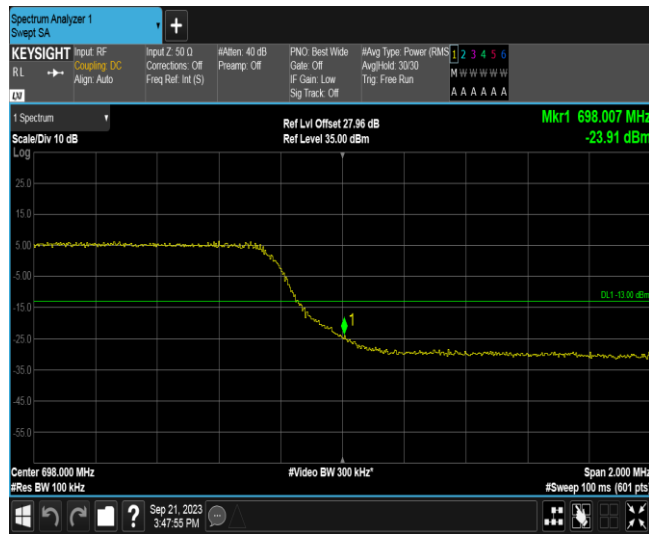 Spectrum Analyzer 1
Swept SA
+
KEYSIGHT
RL
LXI
Input: RF
Coupling: DC
Align: Auto
Input Z: 50 Ω
Corrections: Off
Freq Ref: Int (S)
#Atten: 40 dB
Preamp: Off
PNO: Best Wide
Gate: Off
IF Gain: Low
Sig Track: Off
#Avg Type: Power (RMS
Avg|Hold: 30/30
Trig: Free Run
1 2 3 4 5 6
M W W W W W
A A A A A A
1 Spectrum
Scale/Div 10 dB
Ref Lvl Offset 27.96 dB
Ref Level 35.00 dBm
Mkr1 698.007 MHz
-23.91 dBm
Log
25.0
15.0
5.00
-5.00
DL1 -13.00 dBm
-15.0
1
-25.0
-35.0
-45.0
-55.0
Center 698.000 MHz
#Video BW 300 kHz*
Span 2.000 MHz
#Res BW 100 kHz
#Sweep 100 ms (601 pts
?
Sep 21, 2023
3:47:55 PM